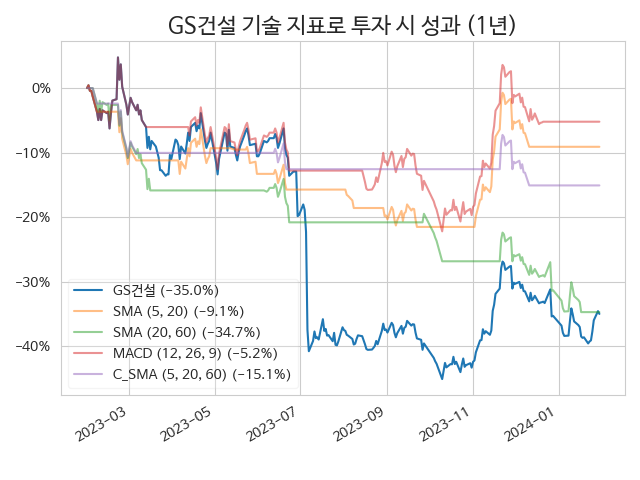 GS건설 기술 지표로 투자 시 성과 (1년)
0%
−10%
−20%
−30%
−40%
GS건설 (−35.0%)
SMA (5, 20) (−9.1%)
SMA (20, 60) (−34.7%)
MACD (12, 26, 9) (−5.2%)
C_SMA (5, 20, 60) (−15.1%)
2023−03
2023−05
2023−07
2023−09
2023−11
2024−01